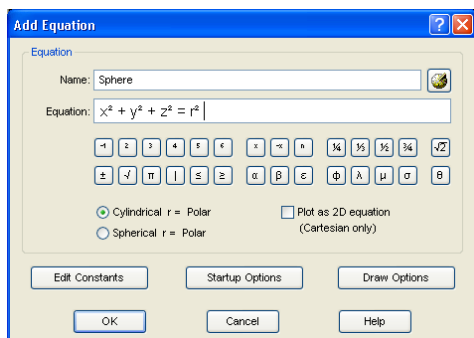 Add Equation
Equation
Name: Sphere
Equation: x² + y² + z² = r²
-1 2 3 4 5 6 x -x n ¼ ⅓ ½ ¾ √2
± √ π | ≤ ≥ α β ε φ λ μ σ θ
Cylindrical r = Polar
Plot as 2D equation
(Cartesian only)
Spherical r = Polar
Edit Constants Startup Options Draw Options
OK Cancel Help